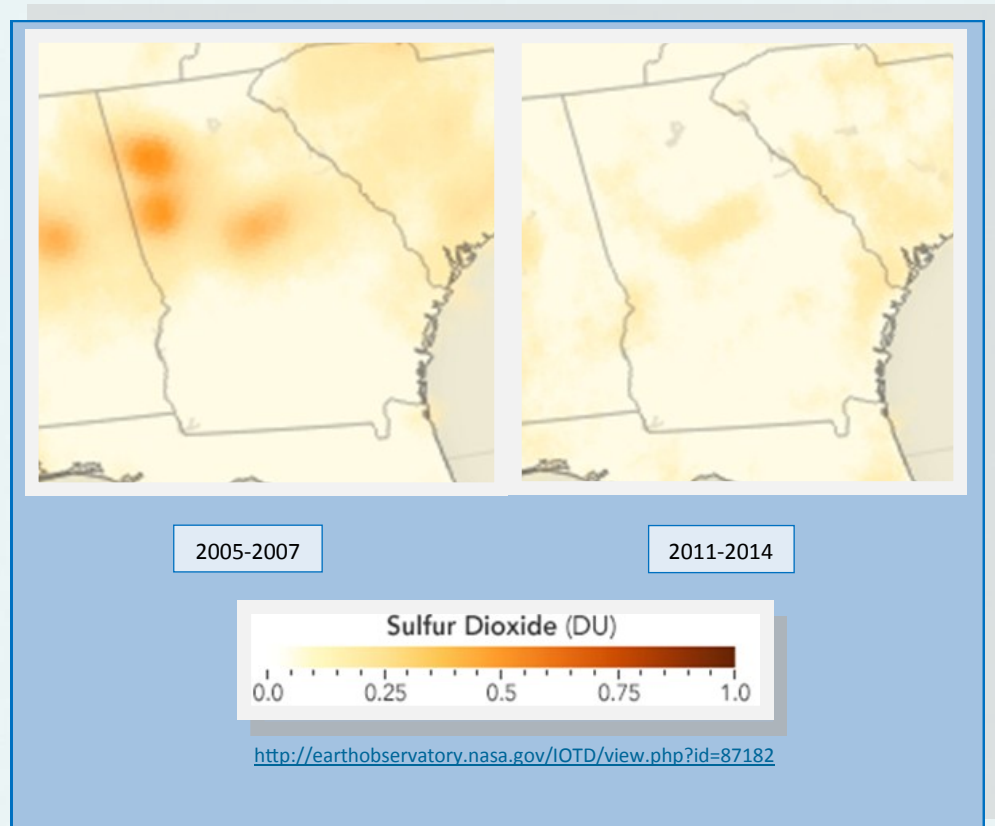 2005-2007
2011-2014
Sulfur Dioxide (DU)
0.0 0.25 0.5 0.75 1.0
http://earthobservatory.nasa.gov/IOTD/view.php?id=87182